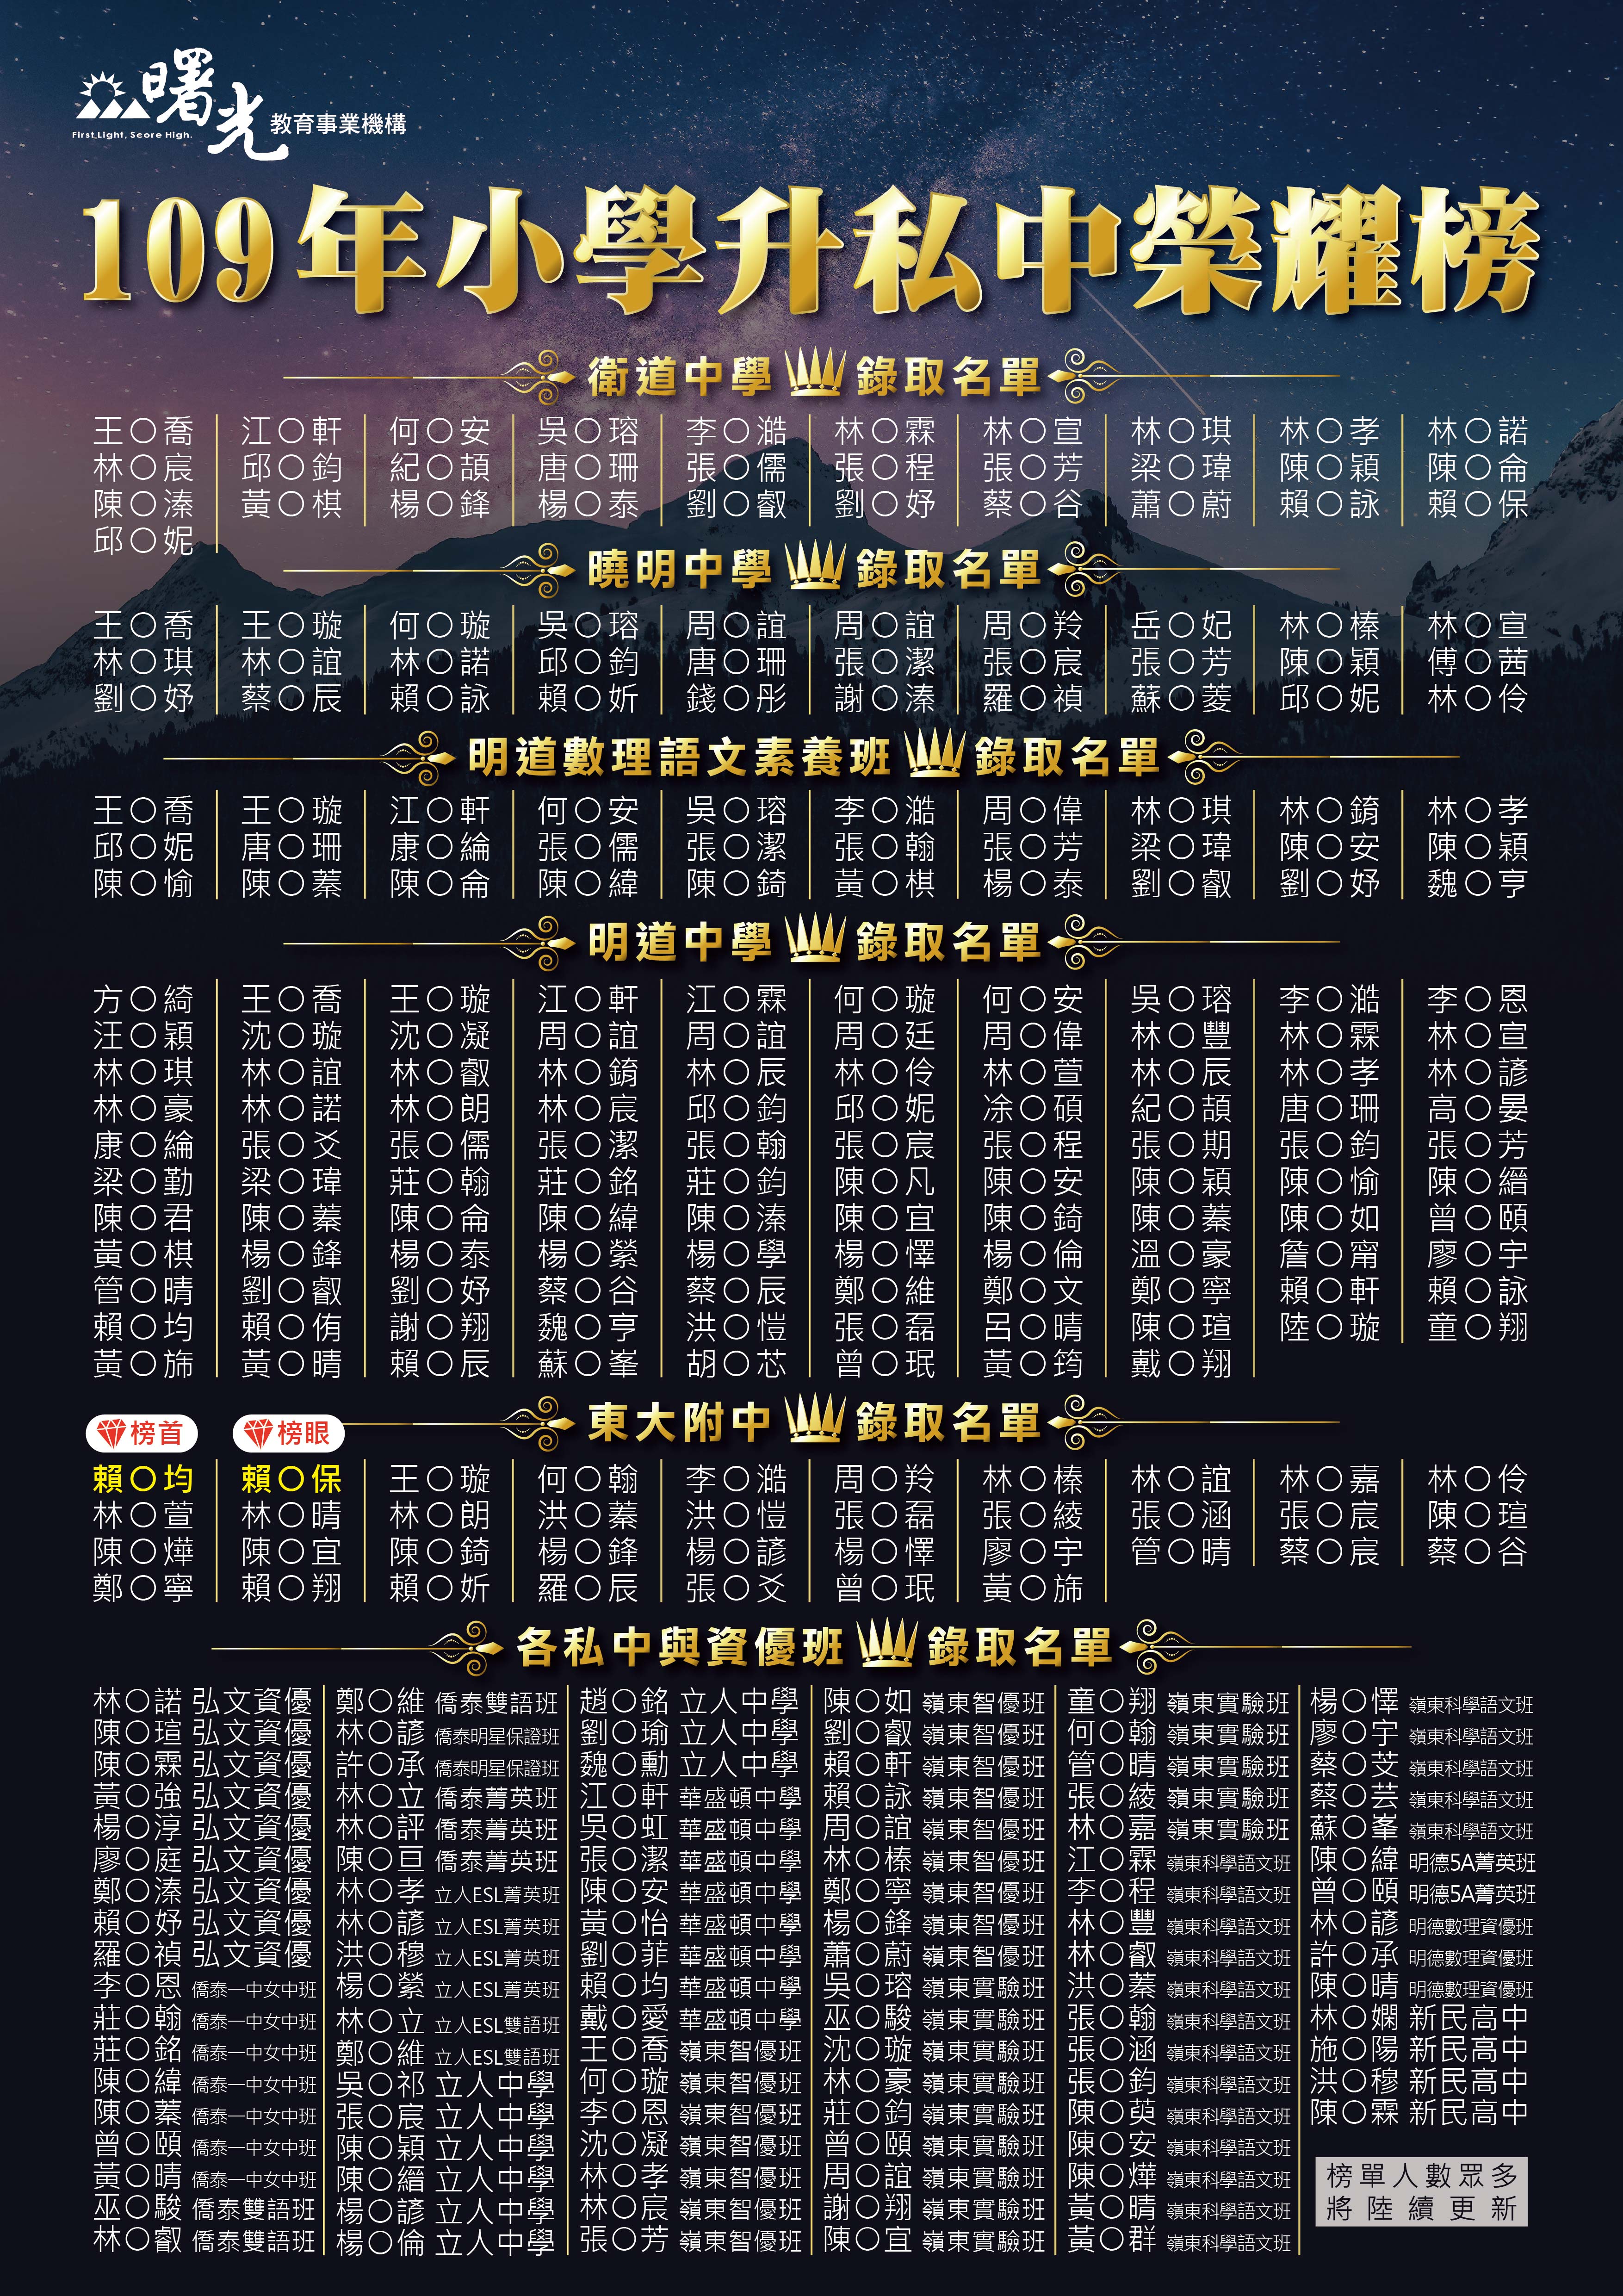 曙光教育事業機構
First Light, Score High.
109年小學升私中榮耀榜
衛道中學 錄取名單
王〇喬 江〇軒 何〇安 吳〇瑢 李〇澔 林〇霖 林〇宣 林〇琪 林〇孝 林〇諾
林〇宸 邱〇鈞 紀〇頡 唐〇珊 張〇儒 張〇程 張〇芳 梁〇瑋 陳〇穎 陳〇侖
陳〇溱 黃〇棋 楊〇鋒 楊〇泰 劉〇叡 劉〇妤 蔡〇谷 蕭〇蔚 賴〇詠 賴〇保
邱〇妮
曉明中學 錄取名單
王〇喬 王〇璇 何〇璇 吳〇瑢 周〇誼 周〇誼 周〇羚 岳〇妃 林〇榛 林〇宣
林〇琪 林〇誼 林〇諾 邱〇鈞 唐〇珊 張〇潔 張〇宸 張〇芳 陳〇穎 傅〇茜
劉〇妤 蔡〇辰 賴〇詠 賴〇妡 錢〇彤 謝〇溱 羅〇禎 蘇〇菱 邱〇妮 林〇伶
明道數理語文素養班 錄取名單
王〇喬 王〇璇 江〇軒 何〇安 吳〇瑢 李〇澔 周〇偉 林〇琪 林〇錥 林〇孝
邱〇妮 唐〇珊 康〇綸 張〇儒 張〇潔 張〇翰 張〇芳 梁〇瑋 陳〇安 陳〇穎
陳〇愉 陳〇蓁 陳〇侖 陳〇緯 陳〇錡 黃〇棋 楊〇泰 劉〇叡 劉〇妤 魏〇亨
明道中學 錄取名單
方〇綺 王〇喬 王〇璇 江〇軒 江〇霖 何〇璇 何〇安 吳〇瑢 李〇澔 李〇恩
汪〇穎 沈〇璇 沈〇凝 周〇誼 周〇誼 周〇廷 周〇偉 林〇豐 林〇霖 林〇宣
林〇琪 林〇誼 林〇叡 林〇錥 林〇辰 林〇伶 林〇萱 林〇辰 林〇孝 林〇諺
林〇豪 林〇諾 林〇朗 林〇宸 邱〇鈞 邱〇妮 凃〇碩 紀〇頡 唐〇珊 高〇晏
康〇綸 張〇爻 張〇儒 張〇潔 張〇翰 張〇宸 張〇程 張〇期 張〇鈞 張〇芳
梁〇勤 梁〇瑋 莊〇翰 莊〇銘 莊〇鈞 陳〇凡 陳〇安 陳〇穎 陳〇愉 陳〇縉
陳〇君 陳〇蓁 陳〇侖 陳〇緯 陳〇溱 陳〇宜 陳〇錡 陳〇蓁 陳〇如 曾〇頤
黃〇棋 楊〇鋒 楊〇泰 楊〇縈 楊〇學 楊〇懌 楊〇倫 溫〇豪 詹〇甯 廖〇宇
管〇晴 劉〇叡 劉〇妤 蔡〇谷 蔡〇辰 鄭〇維 鄭〇文 鄭〇寧 賴〇軒 賴〇詠
賴〇均 賴〇侑 謝〇翔 魏〇亨 洪〇愷 張〇磊 呂〇晴 陳〇瑄 陸〇璇 童〇翔
黃〇旆 黃〇晴 賴〇辰 蘇〇峯 胡〇芯 曾〇珉 黃〇筠 戴〇翔
東大附中 錄取名單
榜首 榜眼
賴〇均 賴〇保 王〇璇 何〇翰 李〇澔 周〇羚 林〇榛 林〇誼 林〇嘉 林〇伶
林〇萱 林〇晴 林〇朗 洪〇蓁 洪〇愷 張〇磊 張〇綾 張〇涵 張〇宸 陳〇瑄
陳〇燁 陳〇宜 陳〇錡 楊〇鋒 楊〇諺 楊〇懌 廖〇宇 管〇晴 蔡〇宸 蔡〇谷
鄭〇寧 賴〇翔 賴〇妡 羅〇辰 張〇爻 曾〇珉 黃〇旆
各私中與資優班 錄取名單
林〇諾 弘文資優 鄭〇維 僑泰雙語班 趙〇銘 立人中學 陳〇如 嶺東智優班 童〇翔 嶺東實驗班 楊〇懌 嶺東科學語文班
陳〇瑄 弘文資優 林〇諺 僑泰明星保證班 劉〇瑜 立人中學 劉〇叡 嶺東智優班 何〇翰 嶺東實驗班 廖〇宇 嶺東科學語文班
陳〇霖 弘文資優 許〇承 僑泰明星保證班 魏〇勳 立人中學 賴〇軒 嶺東智優班 管〇晴 嶺東實驗班 蔡〇芠 嶺東科學語文班
黃〇強 弘文資優 林〇立 僑泰菁英班 江〇軒 華盛頓中學 賴〇詠 嶺東智優班 張〇綾 嶺東實驗班 蔡〇芸 嶺東科學語文班
楊〇淳 弘文資優 林〇評 僑泰菁英班 吳〇虹 華盛頓中學 周〇誼 嶺東智優班 林〇嘉 嶺東實驗班 蘇〇峯 嶺東科學語文班
廖〇庭 弘文資優 陳〇亘 僑泰菁英班 張〇潔 華盛頓中學 林〇榛 嶺東智優班 江〇霖 嶺東科學語文班 陳〇緯 明德5A菁英班
鄭〇溱 弘文資優 林〇孝 立人ESL菁英班 陳〇安 華盛頓中學 鄭〇寧 嶺東智優班 李〇程 嶺東科學語文班 曾〇頤 明德5A菁英班
賴〇妤 弘文資優 林〇諺 立人ESL菁英班 黃〇怡 華盛頓中學 楊〇鋒 嶺東智優班 林〇豐 嶺東科學語文班 林〇諺 明德數理資優班
羅〇禎 弘文資優 洪〇穆 立人ESL菁英班 劉〇菲 華盛頓中學 蕭〇蔚 嶺東智優班 林〇叡 嶺東科學語文班 許〇承 明德數理資優班
李〇恩 僑泰一中女中班 楊〇縈 立人ESL菁英班 賴〇均 華盛頓中學 吳〇瑢 嶺東實驗班 洪〇蓁 嶺東科學語文班 陳〇晴 明德數理資優班
莊〇翰 僑泰一中女中班 林〇立 立人ESL雙語班 戴〇愛 華盛頓中學 巫〇駿 嶺東實驗班 張〇翰 嶺東科學語文班 林〇嫻 新民高中
莊〇銘 僑泰一中女中班 鄭〇維 立人ESL雙語班 王〇喬 嶺東智優班 沈〇璇 嶺東實驗班 張〇涵 嶺東科學語文班 施〇陽 新民高中
陳〇緯 僑泰一中女中班 吳〇祁 立人中學 何〇璇 嶺東智優班 林〇豪 嶺東實驗班 張〇鈞 嶺東科學語文班 洪〇穆 新民高中
陳〇蓁 僑泰一中女中班 張〇宸 立人中學 李〇恩 嶺東智優班 莊〇鈞 嶺東實驗班 陳〇萸 嶺東科學語文班 陳〇霖 新民高中
曾〇頤 僑泰一中女中班 陳〇穎 立人中學 沈〇凝 嶺東智優班 曾〇頤 嶺東實驗班 陳〇安 嶺東科學語文班
黃〇晴 僑泰一中女中班 陳〇縉 立人中學 林〇孝 嶺東智優班 周〇誼 嶺東實驗班 陳〇燁 嶺東科學語文班
巫〇駿 僑泰雙語班 楊〇諺 立人中學 林〇宸 嶺東智優班 謝〇翔 嶺東實驗班 黃〇晴 嶺東科學語文班
林〇叡 僑泰雙語班 楊〇倫 立人中學 張〇芳 嶺東智優班 陳〇宜 嶺東實驗班 黃〇群 嶺東科學語文班
榜單人數眾多
將陸續更新